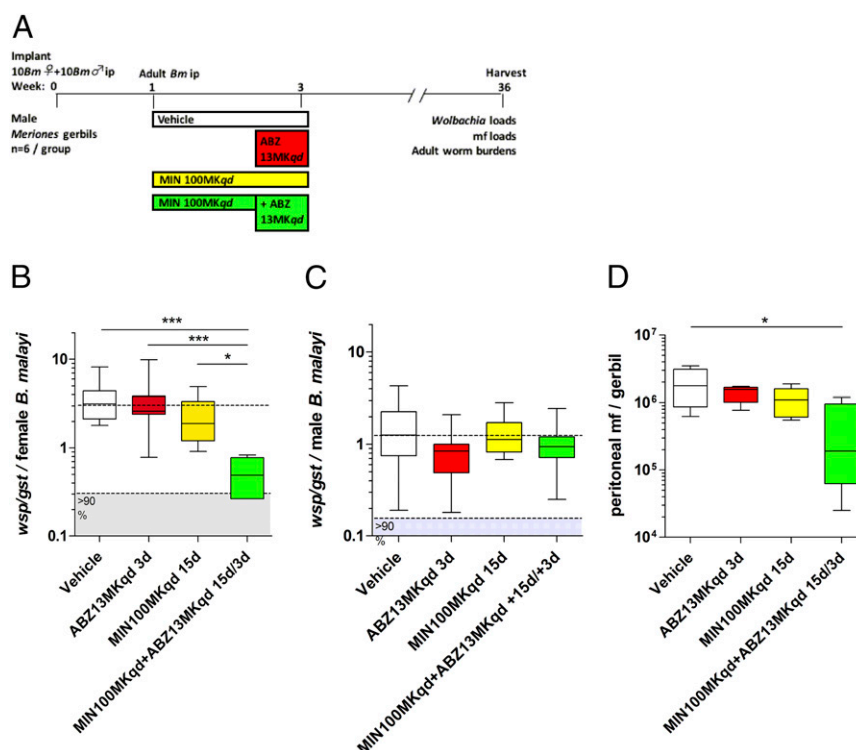 A
Implant
10Bm ♀+10Bm♂ ip
Adult Bm ip
Harvest
Week: 0
1
3
36
Male
Meriones gerbils
n=6 / group
Vehicle
ABZ
13MKqd
MIN 100MKqd
MIN 100MKqd
+ ABZ
13MKqd
Wolbachia loads
mf loads
Adult worm burdens
B
wsp/gst / female B. malayi
10
1
0.1
***
***
*
>90
%
Vehicle
ABZ13MKqd 3d
MIN100MKqd 15d
MIN100MKqd+ABZ13MKqd 15d/3d
C
wsp/gst / male B. malayi
10
1
0.1
>90
%
Vehicle
ABZ13MKqd 3d
MIN100MKqd 15d
MIN100MKqd+ABZ13MKqd +15d/+3d
D
peritoneal mf / gerbil
10⁷
10⁶
10⁵
10⁴
*
Vehicle
ABZ13MKqd 3d
MIN100MKqd 15d
MIN100MKqd+ABZ13MKqd 15d/3d